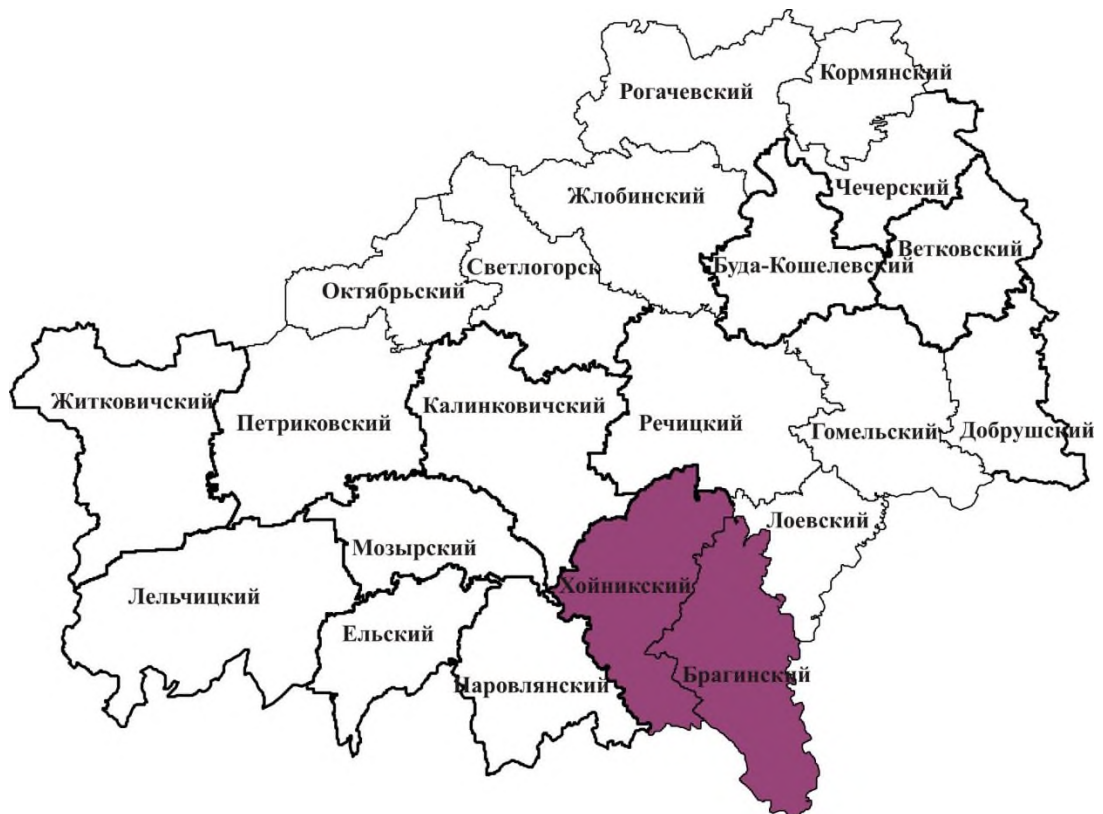 Кормянский
Рогачевский
Чечерский
Жлобинский
Ветковский
Буда-Кошелевский
Светлогорск
Октябрьский
Житковичский
Калинковичский
Петриковский
Речицкий
Гомельский
Добрушский
Лоевский
Мозырский
Хойникский
Лельчицкий
Ельский
Брагинский
Наровлянский